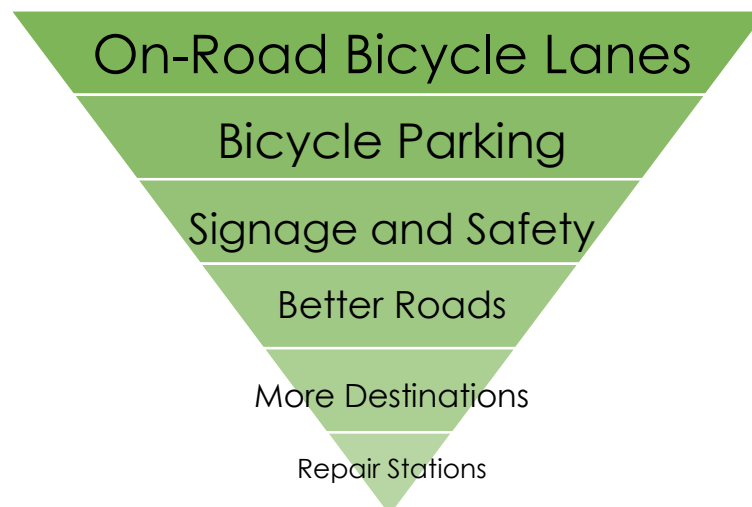 On-Road Bicycle Lanes
Bicycle Parking
Signage and Safety
Better Roads
More Destinations
Repair Stations